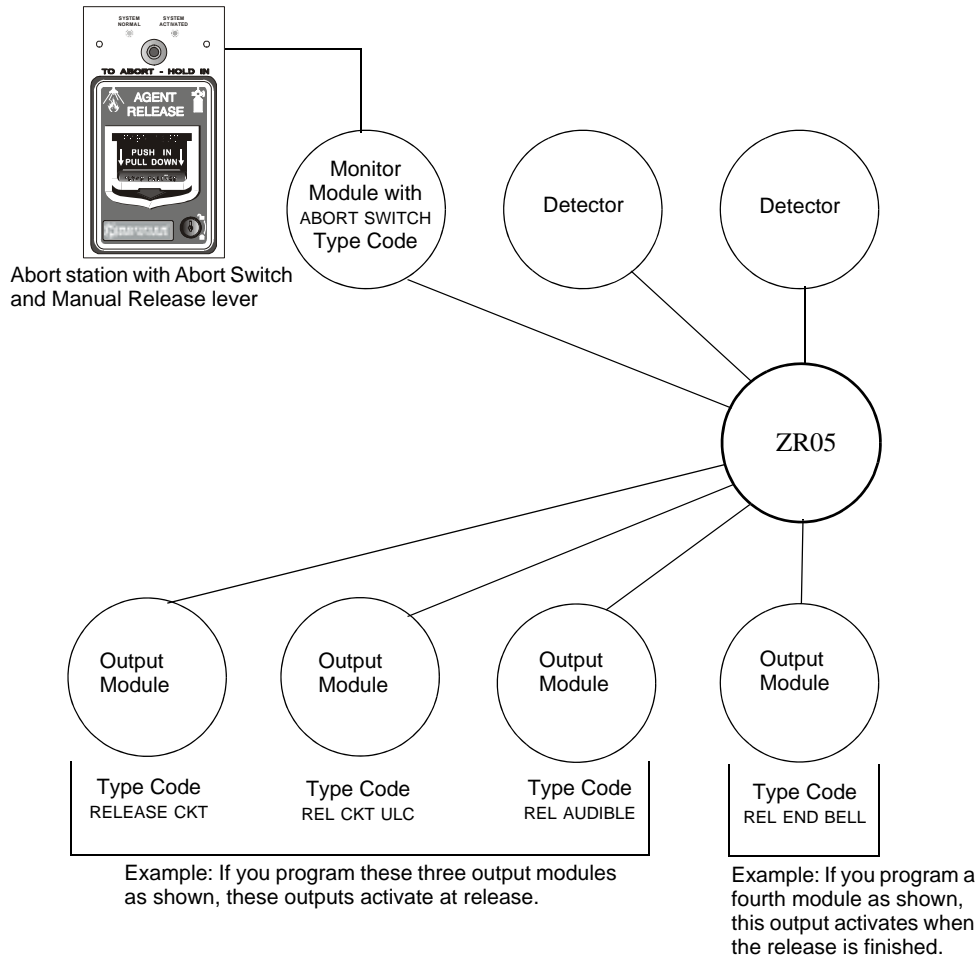 SYSTEM
NORMAL
SYSTEM
ACTIVATED
TO ABORT - HOLD IN
AGENT
RELEASE
PUSH IN
PULL DOWN
Abort station with Abort Switch
and Manual Release lever
Monitor
Module with
ABORT SWITCH
Type Code
Detector
Detector
ZR05
Output
Module
Output
Module
Output
Module
Output
Module
Type Code
RELEASE CKT
Type Code
REL CKT ULC
Type Code
REL AUDIBLE
Type Code
REL END BELL
Example: If you program these three output modules
as shown, these outputs activate at release.
Example: If you program a
fourth module as shown,
this output activates when
the release is finished.